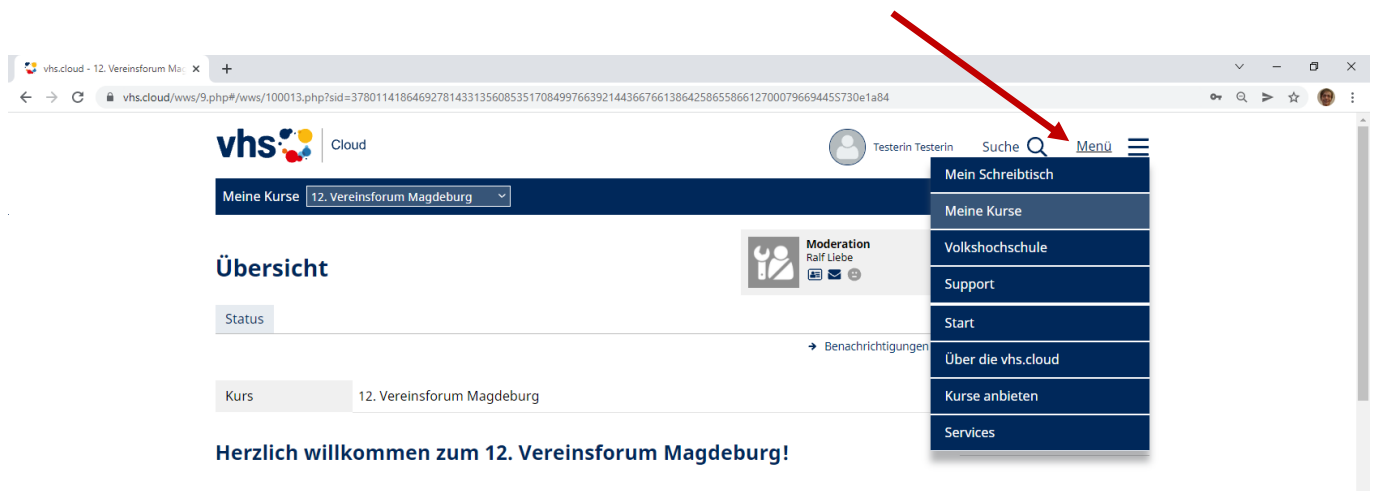 vhs.cloud - 12. Vereinsforum Mag
vhs.cloud/wws/9.php#/wws/100013.php?sid=37801141864692781433135608535170849976639214436676613864258655866127000796694455730e1a84
vhs Cloud
Testerin Testerin Suche Menü
Meine Kurse 12. Vereinsforum Magdeburg
Mein Schreibtisch
Meine Kurse
Volkshochschule
Support
Start
Über die vhs.cloud
Kurse anbieten
Services
Übersicht
Moderation
Ralf Liebe
Status
Benachrichtigungen
Kurs 12. Vereinsforum Magdeburg
Herzlich willkommen zum 12. Vereinsforum Magdeburg!